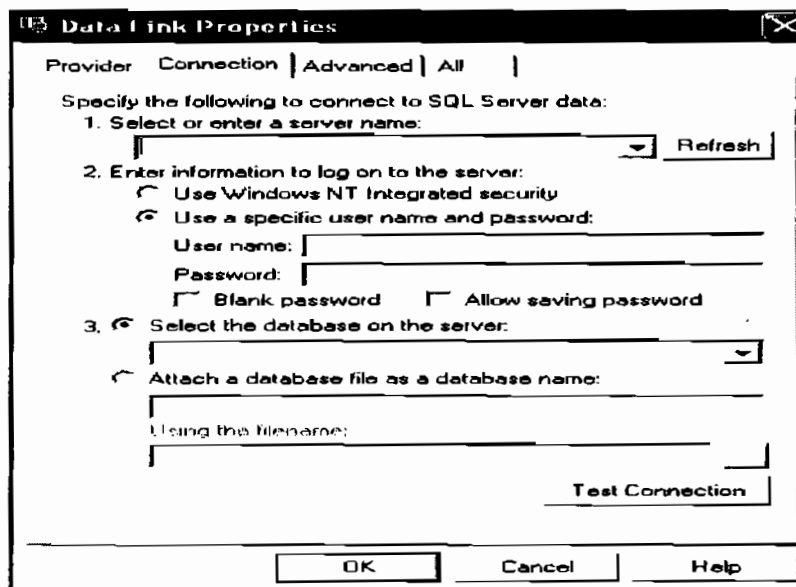 Data Link Properties
Provider Connection Advanced All
Specify the following to connect to SQL Server data:
1. Select or enter a server name:
Refresh
2. Enter information to log on to the server:
Use Windows NT Integrated security
Use a specific user name and password:
User name:
Password:
Blank password Allow saving password
3. Select the database on the server:
Attach a database file as a database name:
Using the filename:
Test Connection
OK Cancel Help